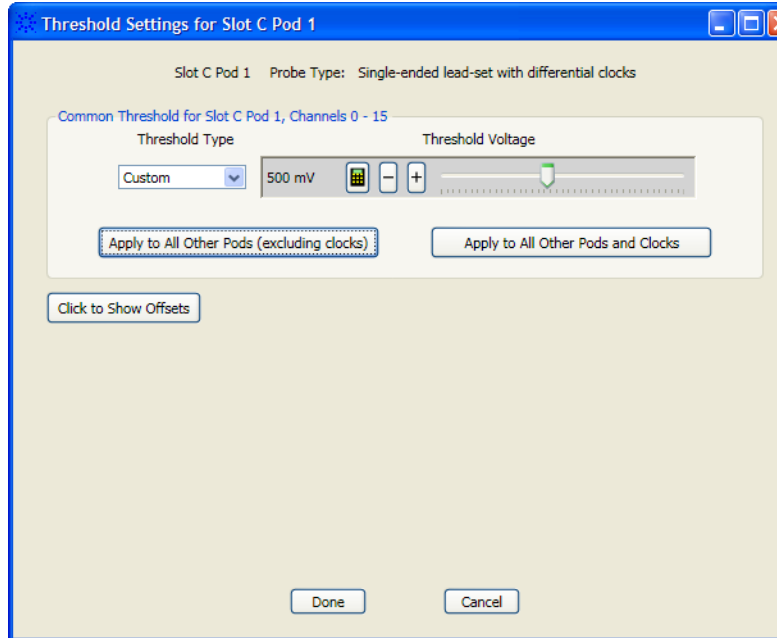 Threshold Settings for Slot C Pod 1
Slot C Pod 1 Probe Type: Single-ended lead-set with differential clocks
Common Threshold for Slot C Pod 1, Channels 0 - 15
Threshold Type Threshold Voltage
Custom 500 mV − +
Apply to All Other Pods (excluding clocks) Apply to All Other Pods and Clocks
Click to Show Offsets
Done Cancel